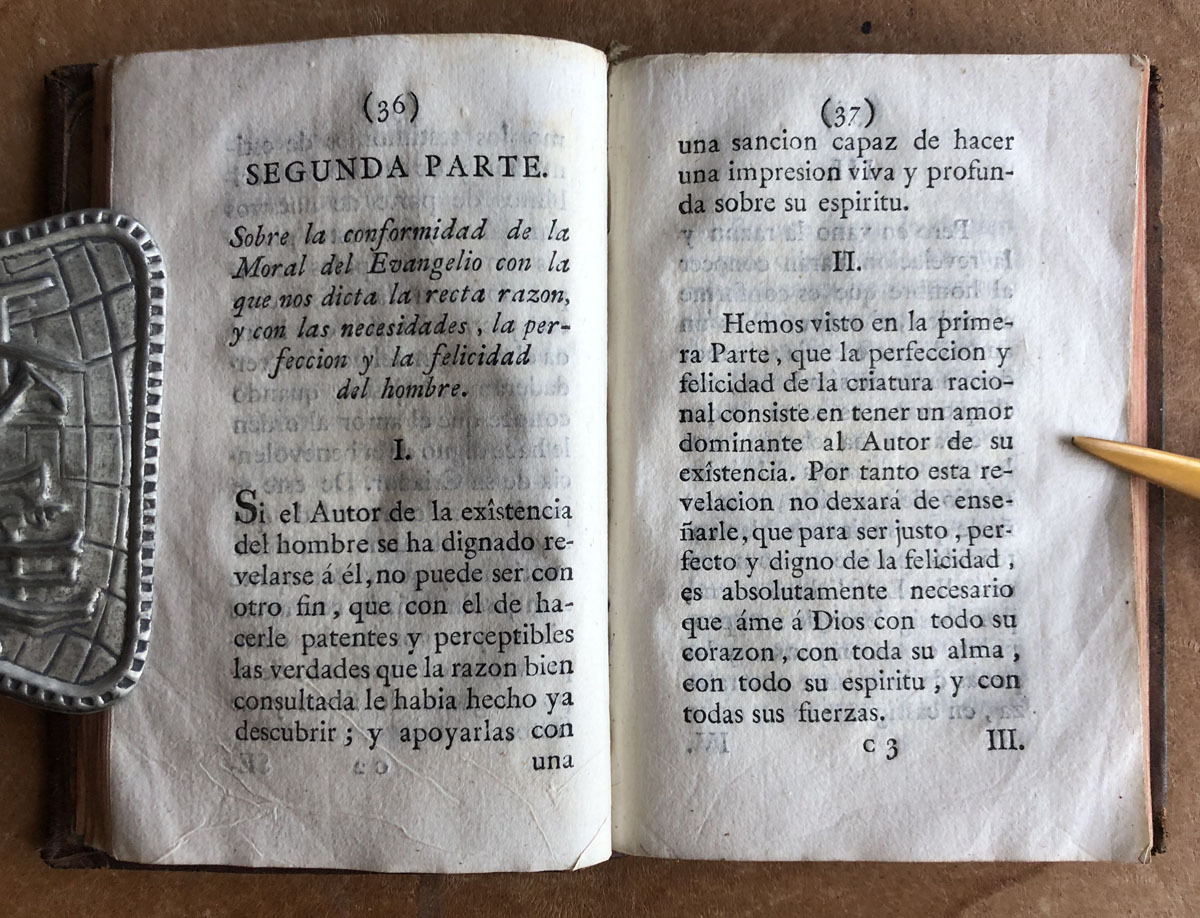 (36)
SEGUNDA PARTE.
Sobre la conformidad de la
Moral del Evangelio con la
que nos dicta la recta razon,
y con las necesidades , la per-
feccion y la felicidad
del hombre.
I.
Si el Autor de la exîstencia
del hombre se ha dignado re-
velarse á él, no puede ser con
otro fin , que con el de ha-
cerle patentes y perceptibles
las verdades que la razon bien
consultada le habia hecho ya
descubrir ; y apoyarlas con
una
(37)
una sancion capaz de hacer
una impresion viva y profun-
da sobre su espiritu.
II.
Hemos visto en la prime-
ra Parte , que la perfeccion y
felicidad de la criatura racio-
nal consiste en tener un amor
dominante al Autor de su
exîstencia. Por tanto esta re-
velacion no dexará de ense-
ñarle, que para ser justo , per-
fecto y digno de la felicidad ,
es absolutamente necesario
que áme á Dios con todo su
corazon , con toda su alma ,
con todo su espiritu , y con
todas sus fuerzas.
c 3 III.